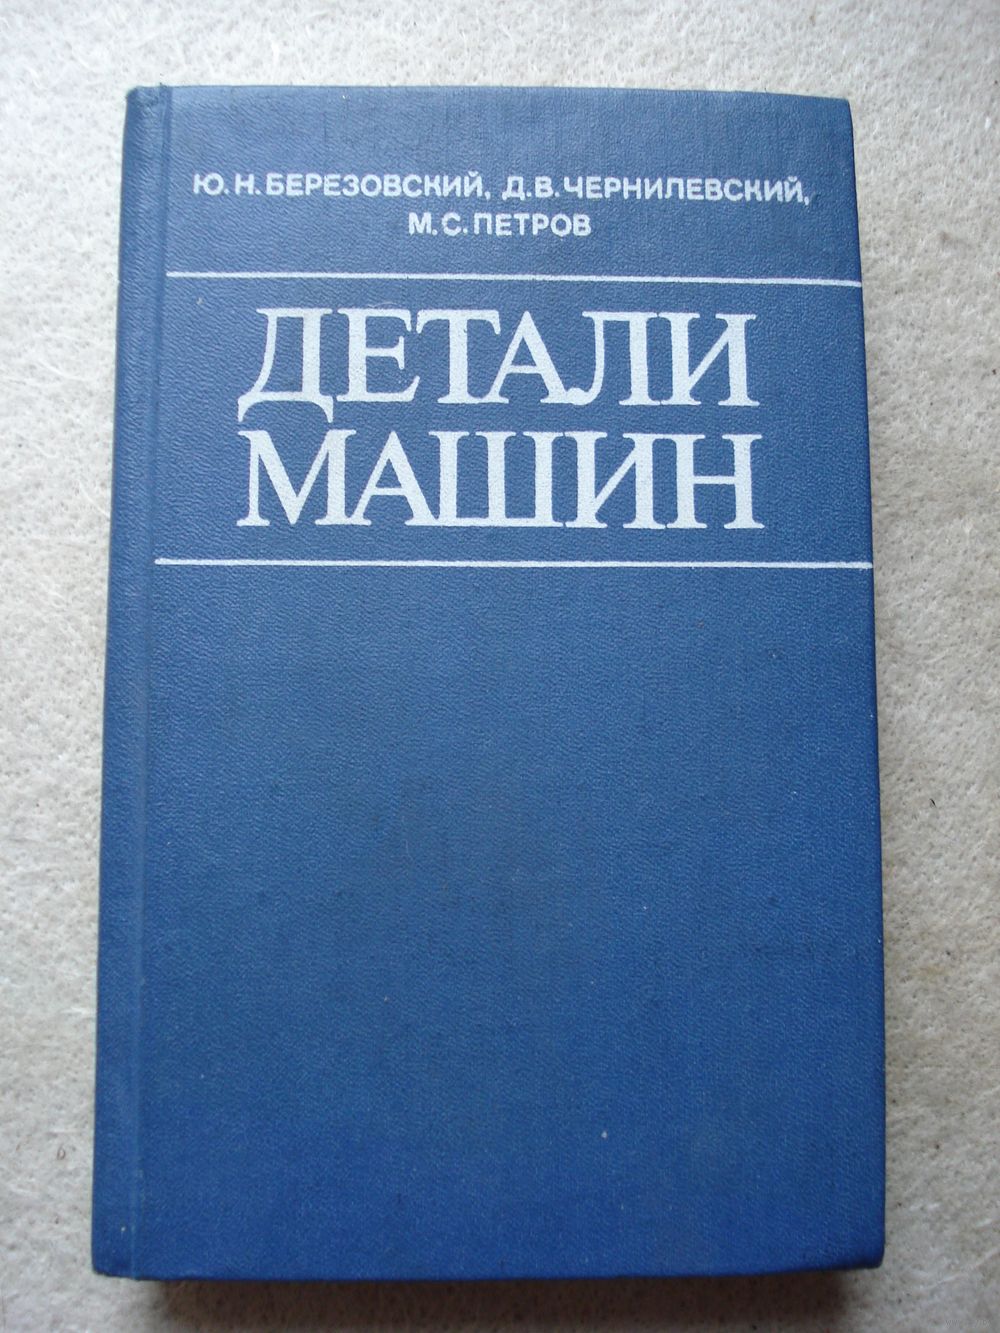 Ю. Н. БЕРЕЗОВСКИЙ, Д. В. ЧЕРНИЛЕВСКИЙ,
М. С. ПЕТРОВ
ДЕТАЛИ
МАШИН